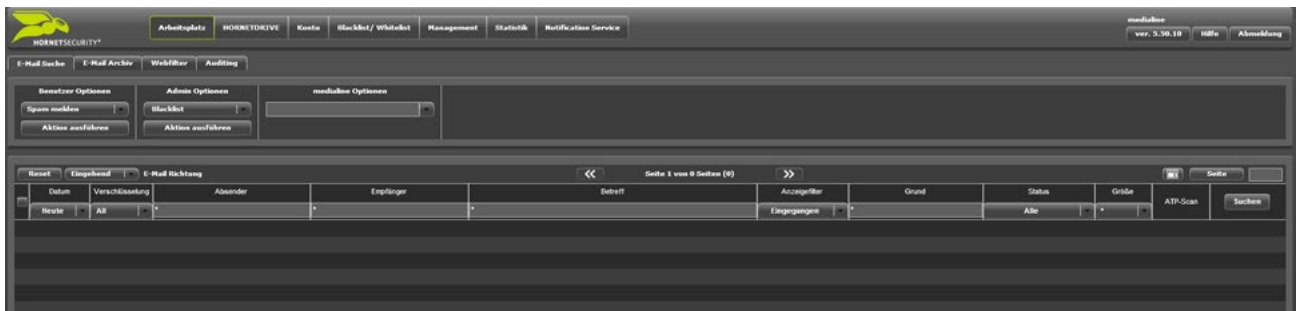 medialine
Arbeitsplatz HORNETDRIVE Konto Blacklist/ Whitelist Management Statistik Notification Service
ver. 5.50.10 Hilfe Abmeldung
HORNETSECURITY®
E-Mail Suche E-Mail Archiv Webfilter Auditing
Benutzer Optionen Admin Optionen medialine Optionen
Spam melden Blacklist
Aktion ausführen Aktion ausführen
Reset Eingehend E-Mail Richtung << Seite 1 von 0 Seiten (0) >> Seite
Datum Verschlüsselung Absender Empfänger Betreff Anzeigefilter Grund Status Größe ATP-Scan Suchen
Heute All * * * Eingegangen * Alle *